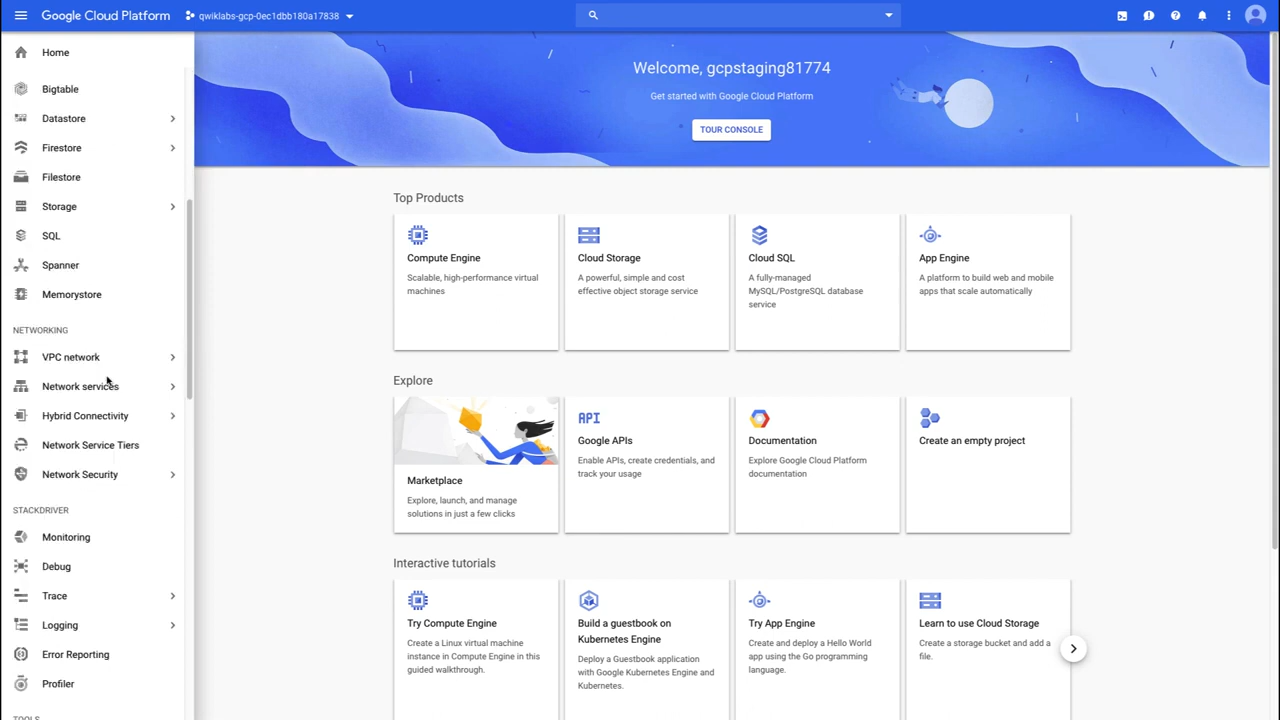 Google Cloud Platform
qwiklabs-gcp-0ec1dbb180a17838
Home
Bigtable
Datastore
Firestore
Filestore
Storage
SQL
Spanner
Memorystore
NETWORKING
VPC network
Network services
Hybrid Connectivity
Network Service Tiers
Network Security
STACKDRIVER
Monitoring
Debug
Trace
Logging
Error Reporting
Profiler
TOOLS
Welcome, gcpstaging81774
Get started with Google Cloud Platform
TOUR CONSOLE
Top Products
Compute Engine
Scalable, high-performance virtual
machines
Cloud Storage
A powerful, simple and cost
effective object storage service
Cloud SQL
A fully-managed
MySQL/PostgreSQL database
service
App Engine
A platform to build web and mobile
apps that scale automatically
Explore
Marketplace
Explore, launch, and manage
solutions in just a few clicks
API
Google APIs
Enable APIs, create credentials, and
track your usage
Documentation
Explore Google Cloud Platform
documentation
Create an empty project
Interactive tutorials
Try Compute Engine
Create a Linux virtual machine
instance in Compute Engine in this
guided walkthrough.
Build a guestbook on
Kubernetes Engine
Deploy a Guestbook application
with Google Kubernetes Engine and
Kubernetes.
Try App Engine
Create and deploy a Hello World
app using the Go programming
language.
Learn to use Cloud Storage
Create a storage bucket and add a
file.